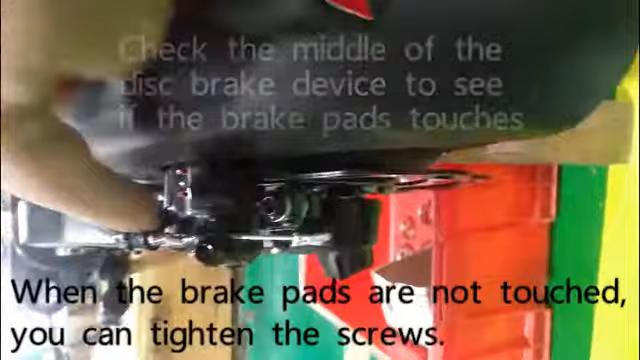 Check the middle of the
disc brake device to see
if the brake pads touches
When the brake pads are not touched,
you can tighten the screws.